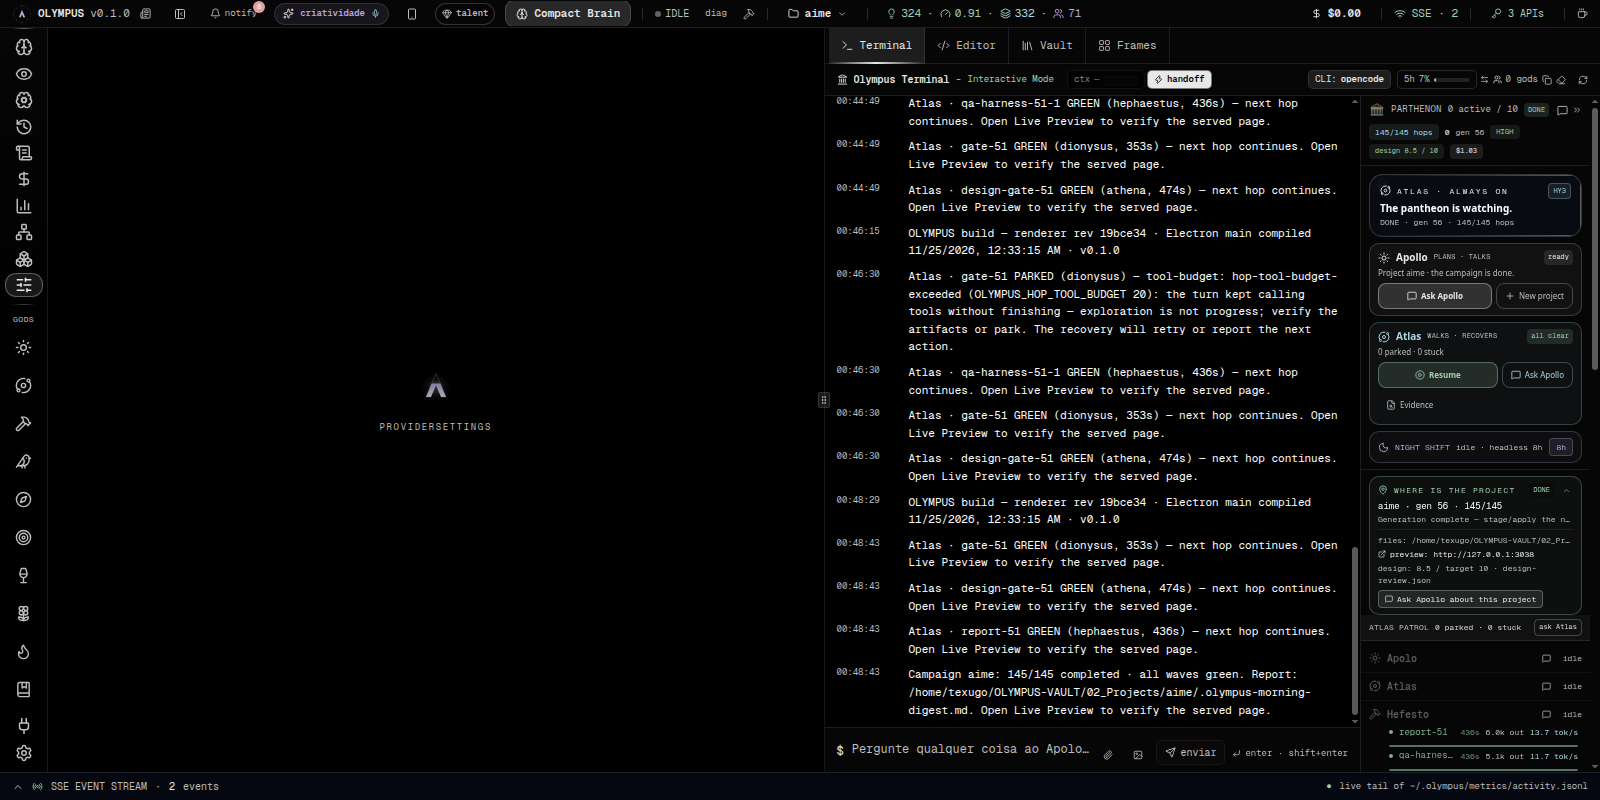 OLYMPUS v0.1.0 notify 8 criatividade talent Compact Brain IDLE diag aime 324 · 0.91 · 332 · 71 $0.00 SSE · 2 3 APIs
Terminal Editor Vault Frames
Olympus Terminal – Interactive Mode ctx — handoff CLI: opencode 5h 7% 0 gods
00:44:49 Atlas · qa-harness-51-1 GREEN (hephaestus, 436s) — next hop
continues. Open Live Preview to verify the served page.
00:44:49 Atlas · gate-51 GREEN (dionysus, 353s) — next hop continues. Open
Live Preview to verify the served page.
00:44:49 Atlas · design-gate-51 GREEN (athena, 474s) — next hop continues.
Open Live Preview to verify the served page.
00:46:15 OLYMPUS build — renderer rev 19bce34 · Electron main compiled
11/25/2026, 12:33:15 AM · v0.1.0
00:46:30 Atlas · gate-51 PARKED (dionysus) — tool-budget: hop-tool-budget-
exceeded (OLYMPUS_HOP_TOOL_BUDGET 20): the turn kept calling
tools without finishing — exploration is not progress; verify the
artifacts or park. The recovery will retry or report the next
action.
00:46:30 Atlas · qa-harness-51-1 GREEN (hephaestus, 436s) — next hop
continues. Open Live Preview to verify the served page.
00:46:30 Atlas · gate-51 GREEN (dionysus, 353s) — next hop continues. Open
Live Preview to verify the served page.
00:46:30 Atlas · design-gate-51 GREEN (athena, 474s) — next hop continues.
Open Live Preview to verify the served page.
00:48:29 OLYMPUS build — renderer rev 19bce34 · Electron main compiled
11/25/2026, 12:33:15 AM · v0.1.0
00:48:43 Atlas · gate-51 GREEN (dionysus, 353s) — next hop continues. Open
Live Preview to verify the served page.
00:48:43 Atlas · design-gate-51 GREEN (athena, 474s) — next hop continues.
Open Live Preview to verify the served page.
00:48:43 Atlas · report-51 GREEN (hephaestus, 436s) — next hop continues.
Open Live Preview to verify the served page.
00:48:43 Campaign aime: 145/145 completed · all waves green. Report:
/home/texugo/OLYMPUS-VAULT/02_Projects/aime/.olympus-morning-
digest.md. Open Live Preview to verify the served page.
$ Pergunte qualquer coisa ao Apolo… enviar enter · shift+enter
GODS
PROVIDERSETTINGS
PARTHENON 0 active / 10 DONE
145/145 hops 0 gen 56 HIGH
design 8.5 / 10 $1.03
ATLAS · ALWAYS ON HY3
The pantheon is watching.
DONE · gen 56 · 145/145 hops
Apollo PLANS · TALKS ready
Project aime · the campaign is done.
Ask Apollo New project
Atlas WALKS · RECOVERS all clear
0 parked · 0 stuck
Resume Ask Apollo
Evidence
NIGHT SHIFT idle · headless 8h 8h
WHERE IS THE PROJECT DONE
aime · gen 56 · 145/145
Generation complete — stage/apply the n…
files: /home/texugo/OLYMPUS-VAULT/02_Pr…
preview: http://127.0.0.1:3038
design: 8.5 / target 10 · design-
review.json
Ask Apollo about this project
ATLAS PATROL 0 parked · 0 stuck ask Atlas
Apolo idle
Atlas idle
Hefesto idle
report-51 436s 6.0k out 13.7 tok/s
qa-harnes… 436s 5.1k out 11.7 tok/s
SSE EVENT STREAM · 2 events
live tail of ~/.olympus/metrics/activity.jsonl